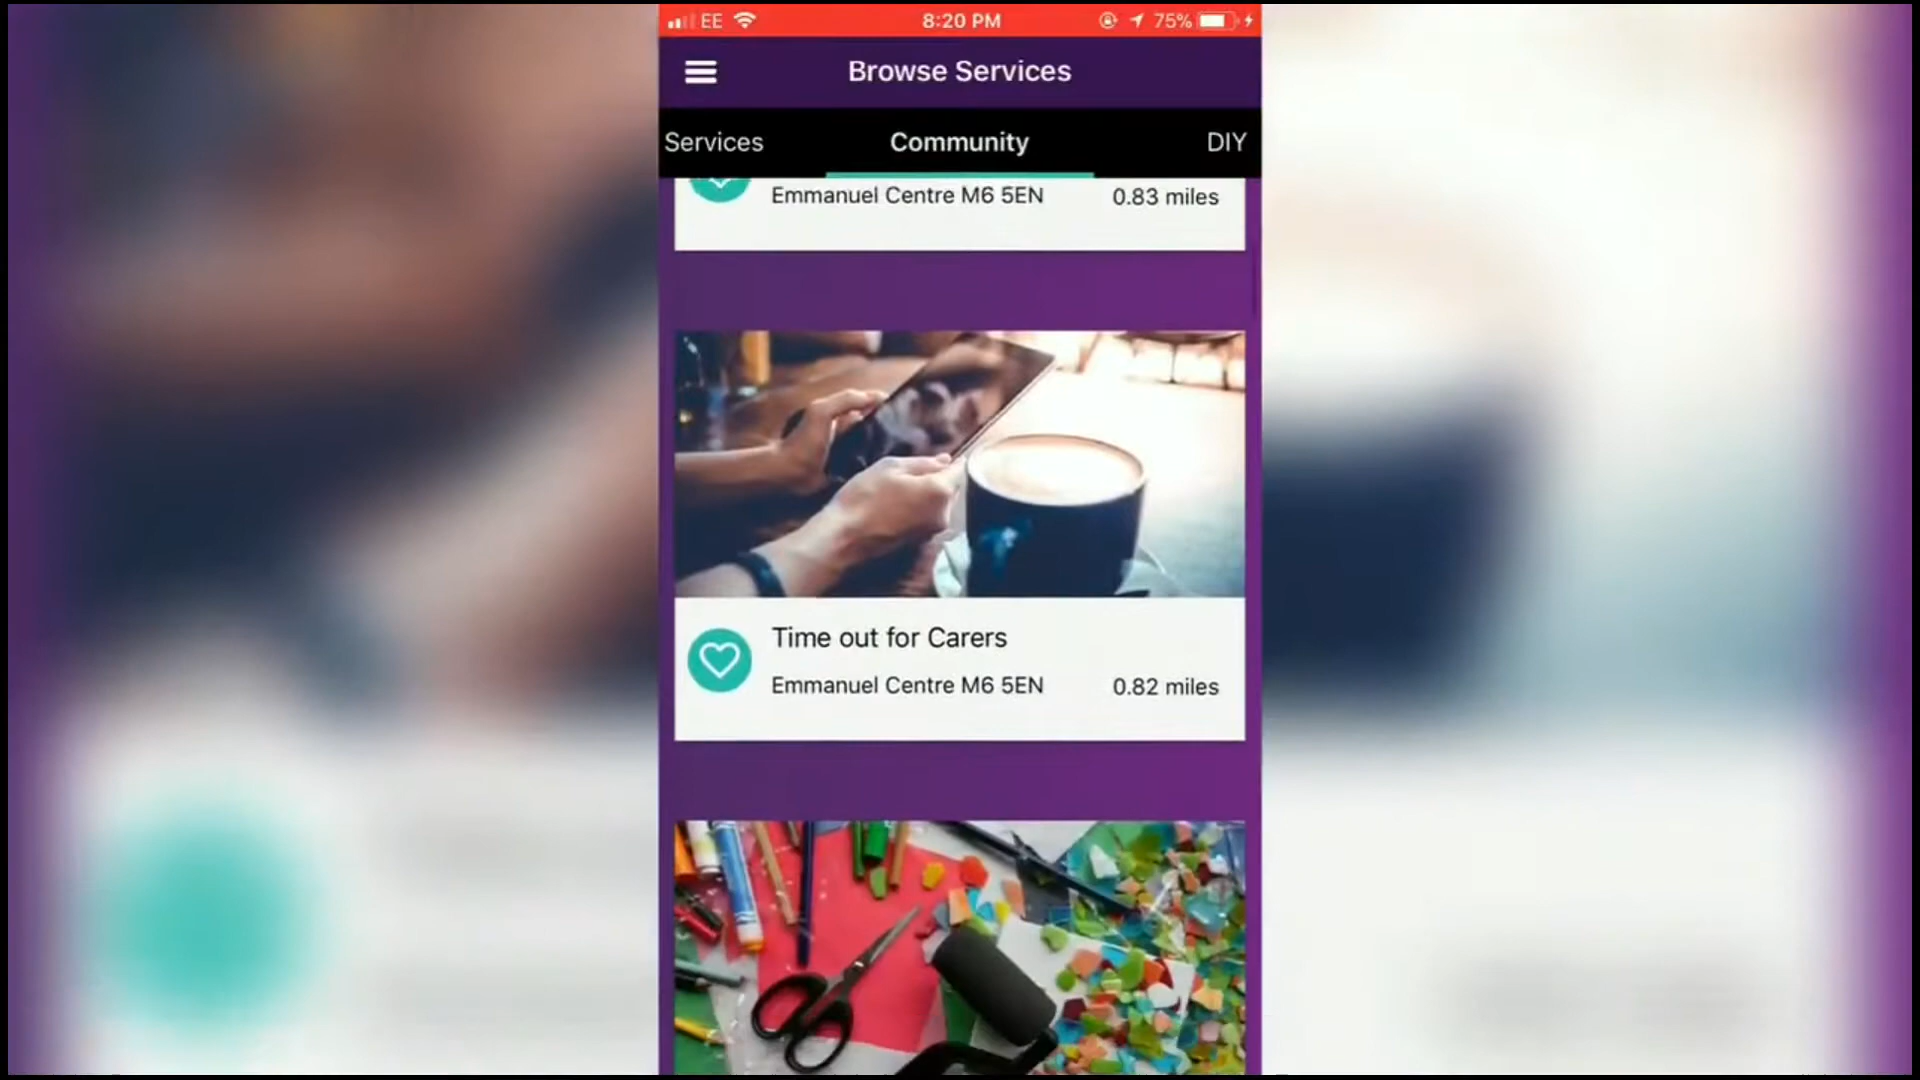 EE 8:20 PM 75%
Browse Services
Services Community DIY
Emmanuel Centre M6 5EN 0.83 miles
Time out for Carers
Emmanuel Centre M6 5EN 0.82 miles